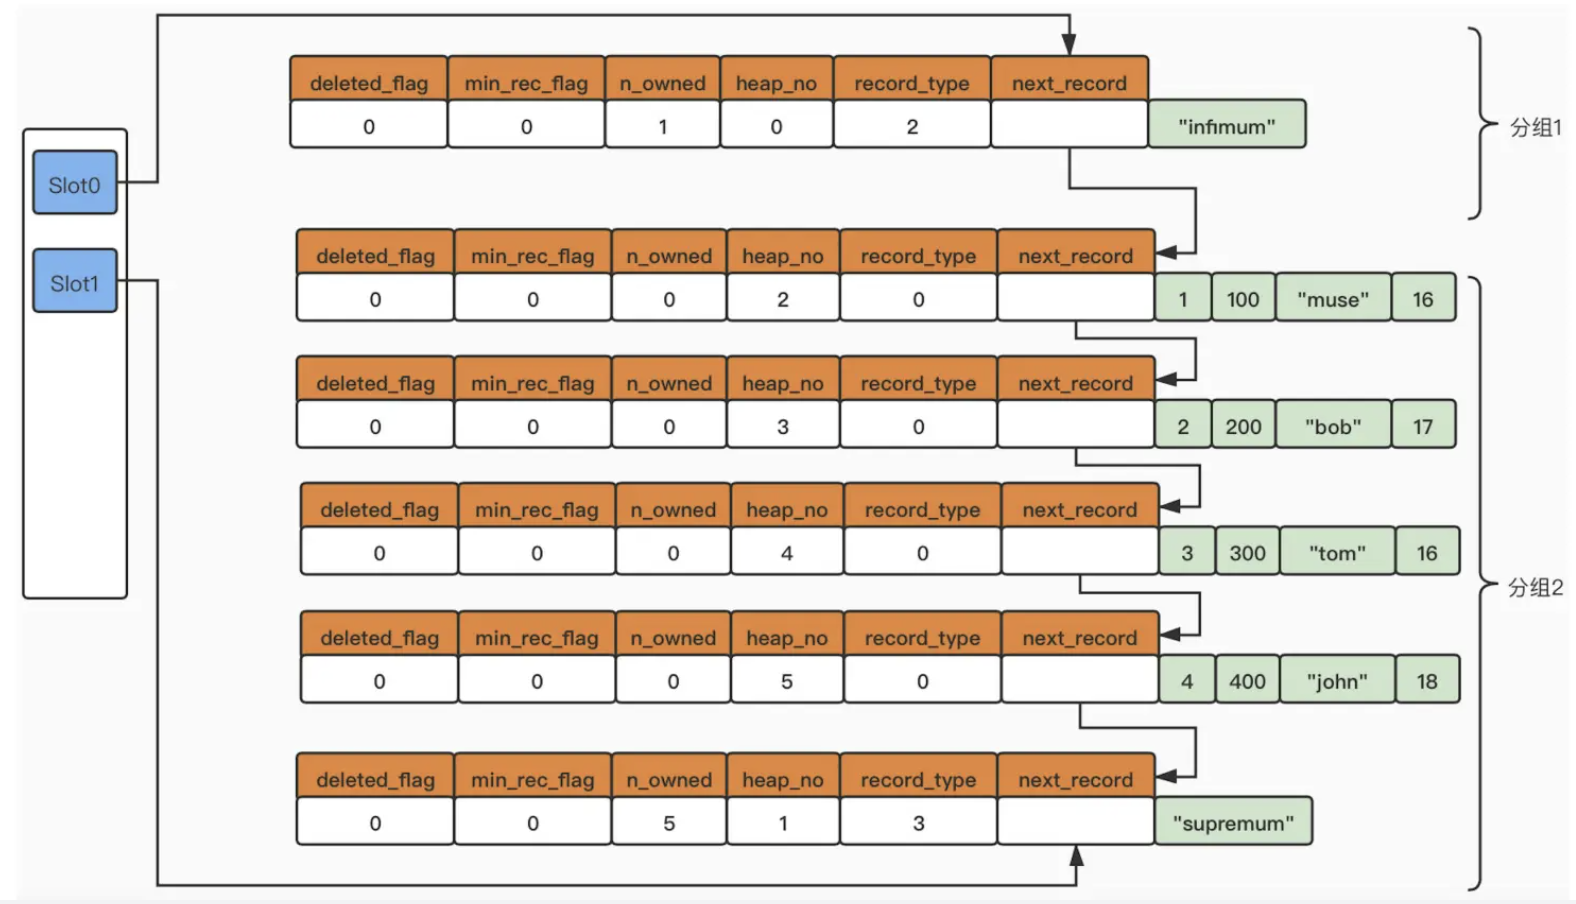 deleted_flag min_rec_flag n_owned heap_no record_type next_record
0 0 1 0 2 "infimum"
分组1
Slot0
deleted_flag min_rec_flag n_owned heap_no record_type next_record
Slot1
0 0 0 2 0 1 100 "muse" 16
deleted_flag min_rec_flag n_owned heap_no record_type next_record
0 0 0 3 0 2 200 "bob" 17
deleted_flag min_rec_flag n_owned heap_no record_type next_record
0 0 0 4 0 3 300 "tom" 16
分组2
deleted_flag min_rec_flag n_owned heap_no record_type next_record
0 0 0 5 0 4 400 "john" 18
deleted_flag min_rec_flag n_owned heap_no record_type next_record
0 0 5 1 3 "supremum"